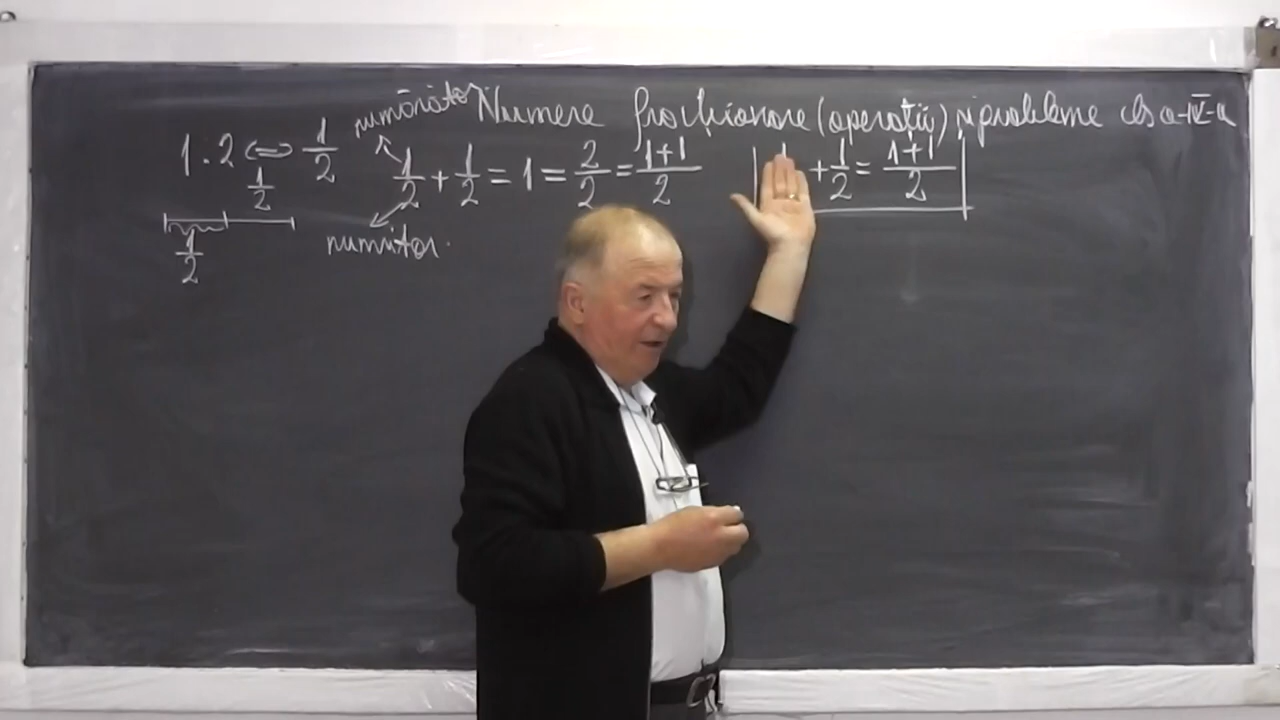 Numere fracționare (operații) și probleme cls a-IV-a
numărător
1 . 2 ⇔ 1/2
1/2 + 1/2 = 1 = 2/2 = (1+1)/2
1 + 1/2 = (1+1)/2
1/2
numitor
1/2